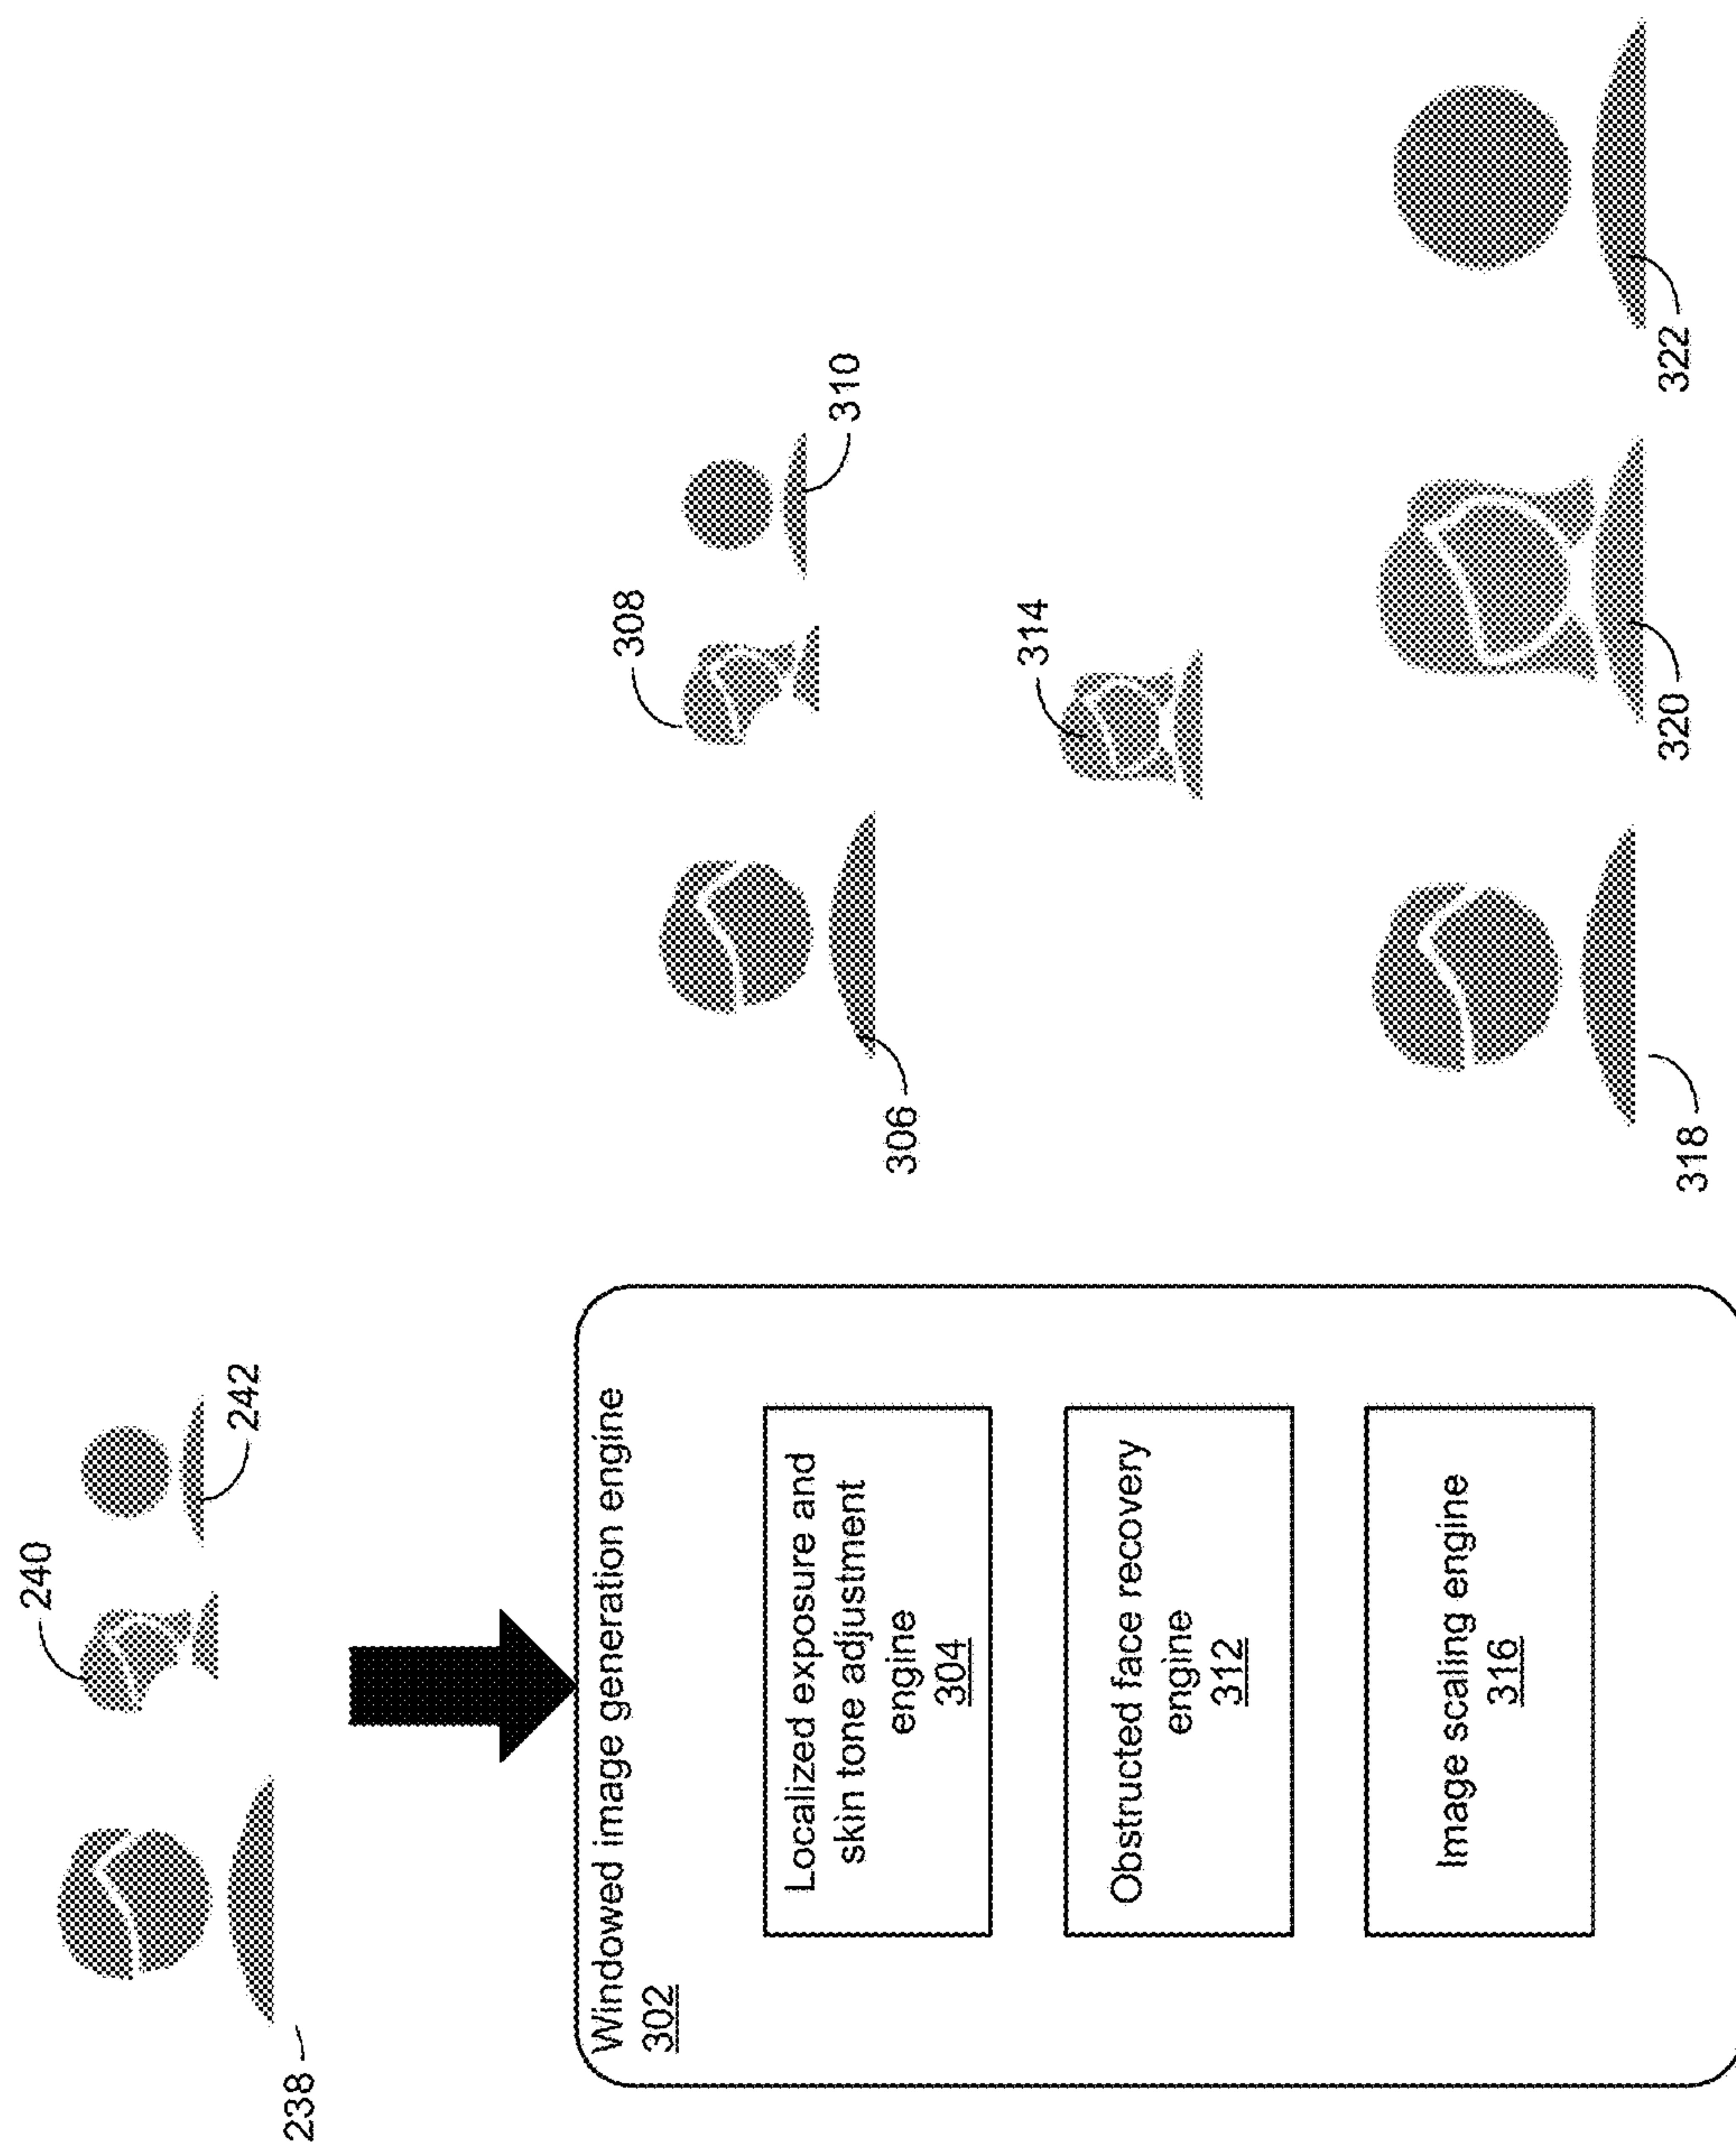 240
242
238
Windowed image generation engine
302
308
310
306
Localized exposure and
skin tone adjustment
engine
304
314
Obstructed face recovery
engine
312
Image scaling engine
316
318
320
322